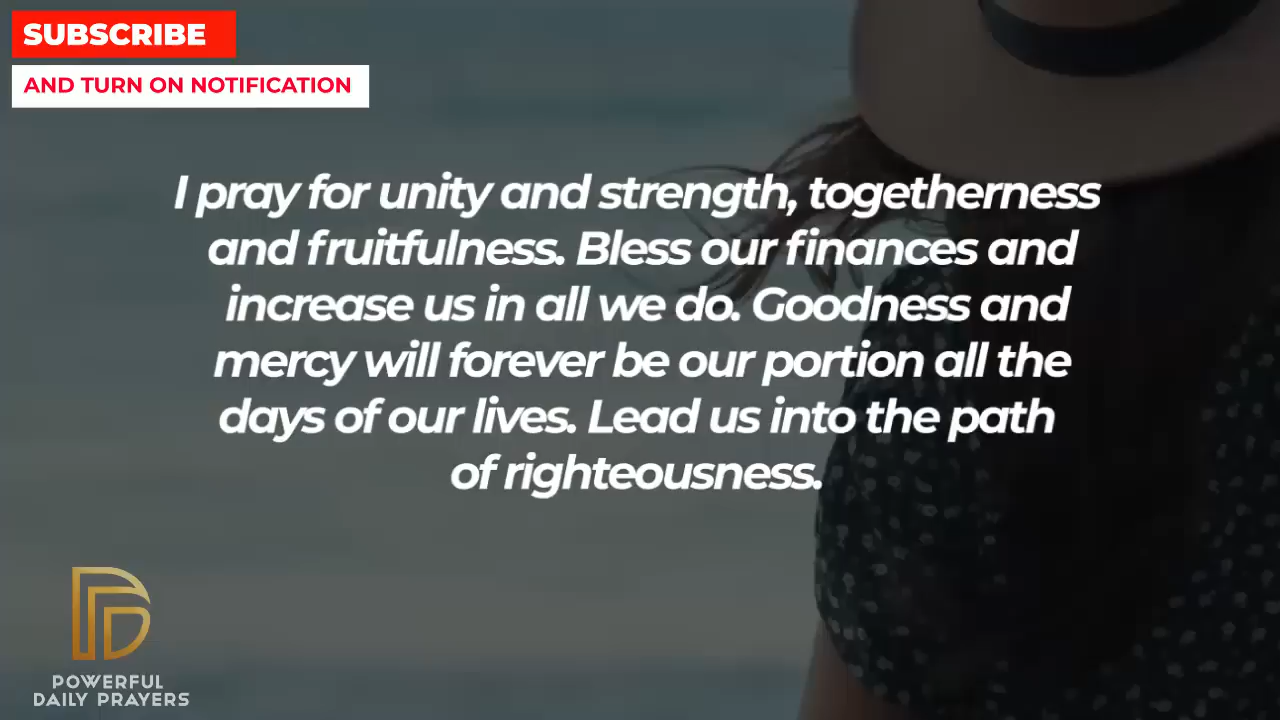 SUBSCRIBE
AND TURN ON NOTIFICATION
I pray for unity and strength, togetherness
and fruitfulness. Bless our finances and
increase us in all we do. Goodness and
mercy will forever be our portion all the
days of our lives. Lead us into the path
of righteousness.
POWERFUL
DAILY PRAYERS